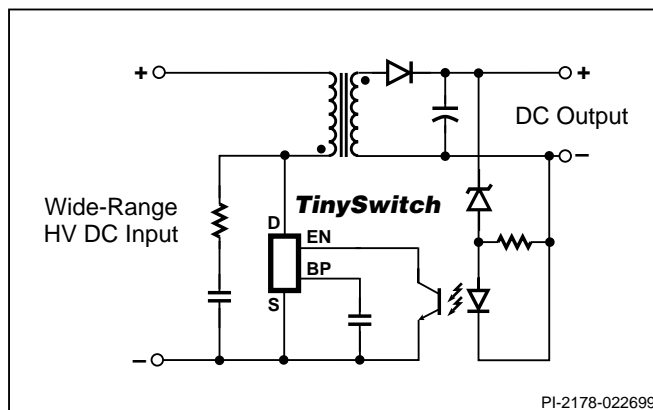 +
+
DC Output
−
Wide-Range
HV DC Input
TinySwitch
D
EN
BP
S
−
PI-2178-022699